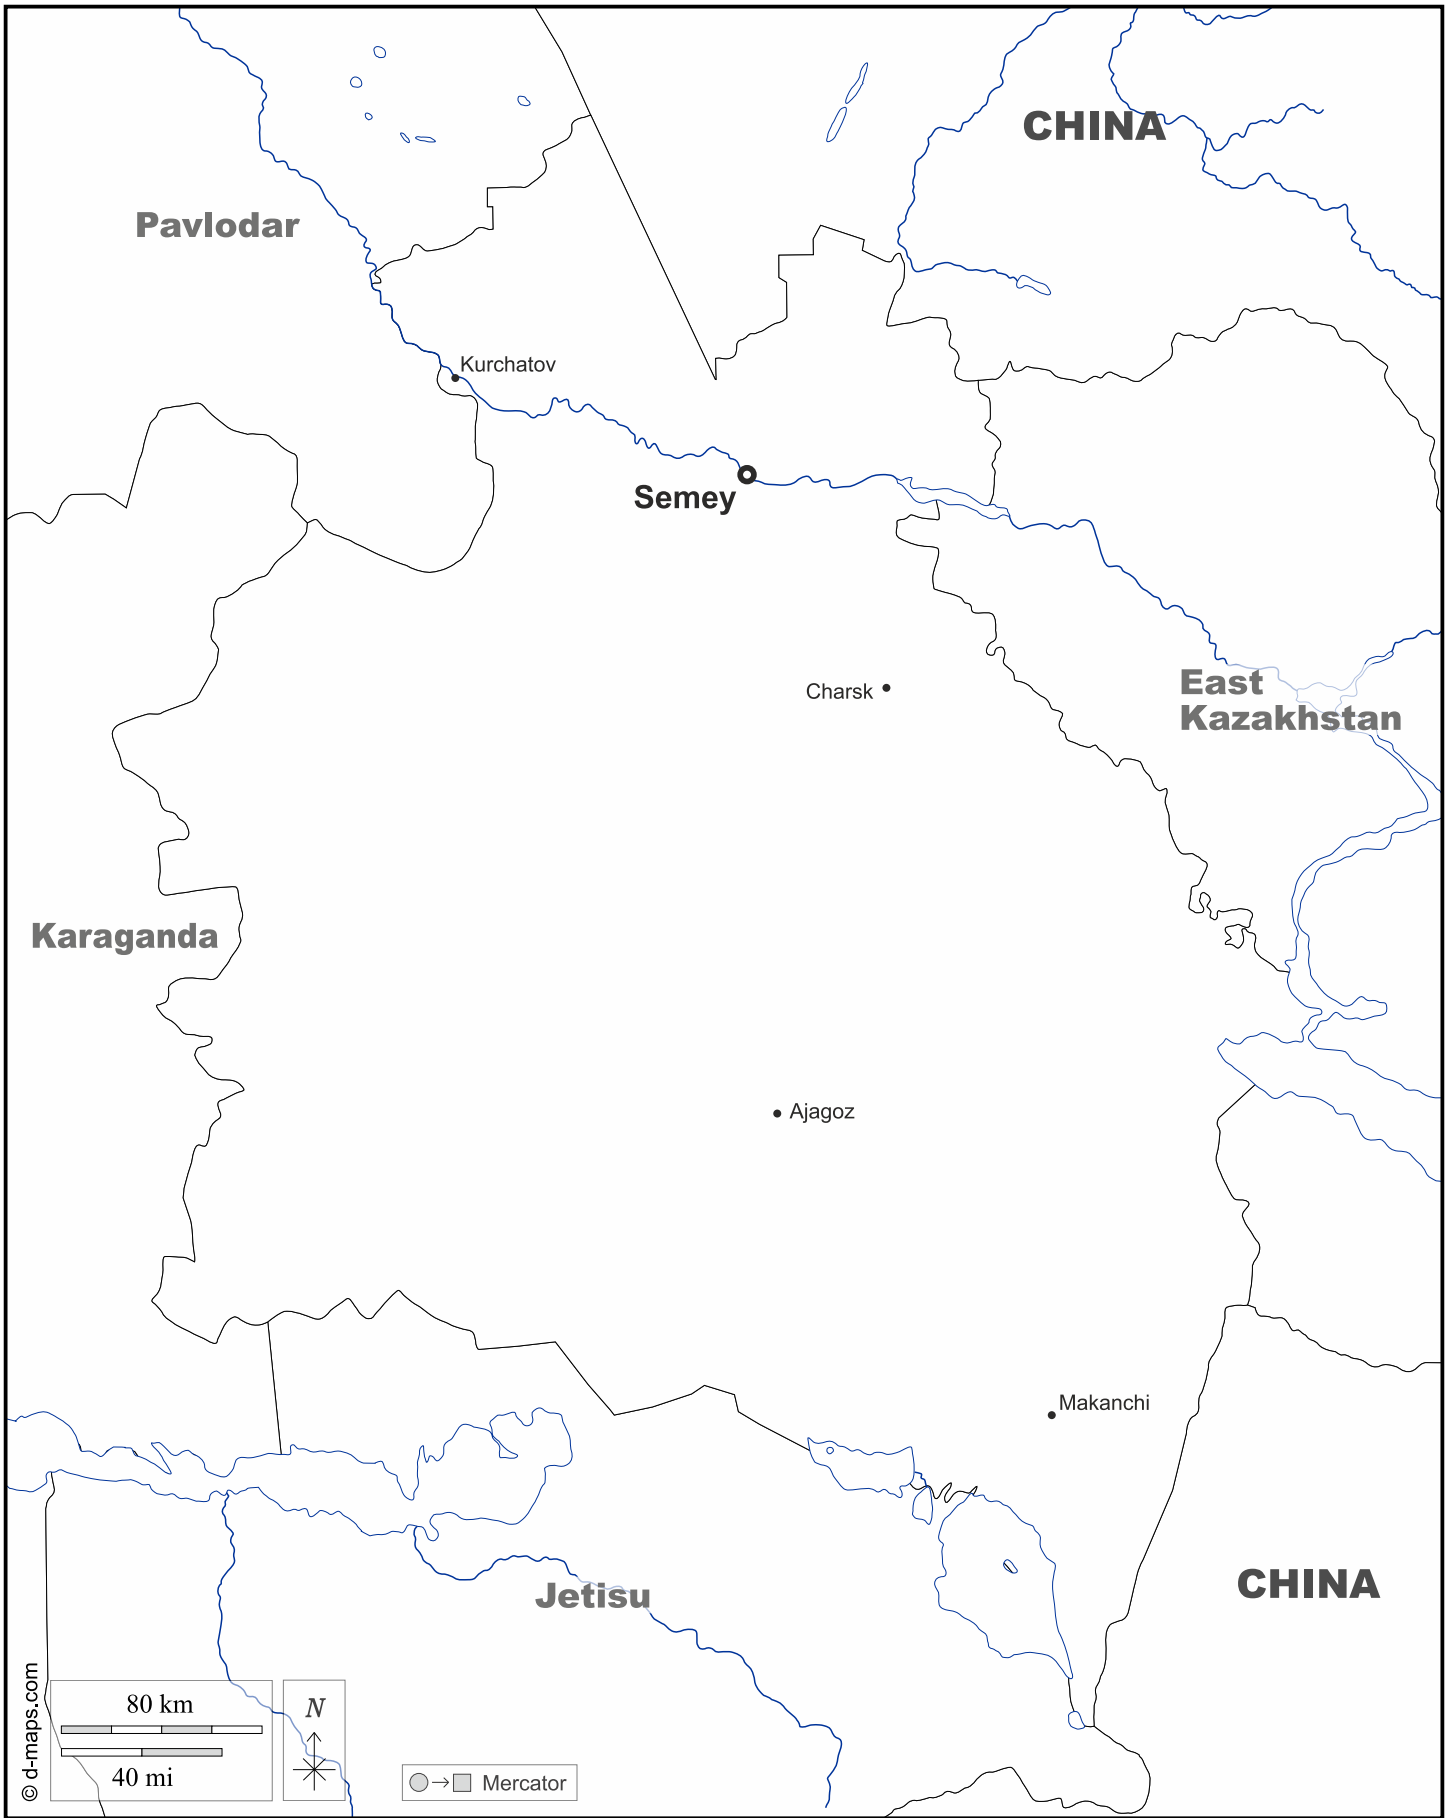 CHINA
Pavlodar
Kurchatov
Semey
East
Kazakhstan
Charsk
Karaganda
Ajagoz
Makanchi
CHINA
Jetisu
© d-maps.com
80 km
40 mi
N
Mercator